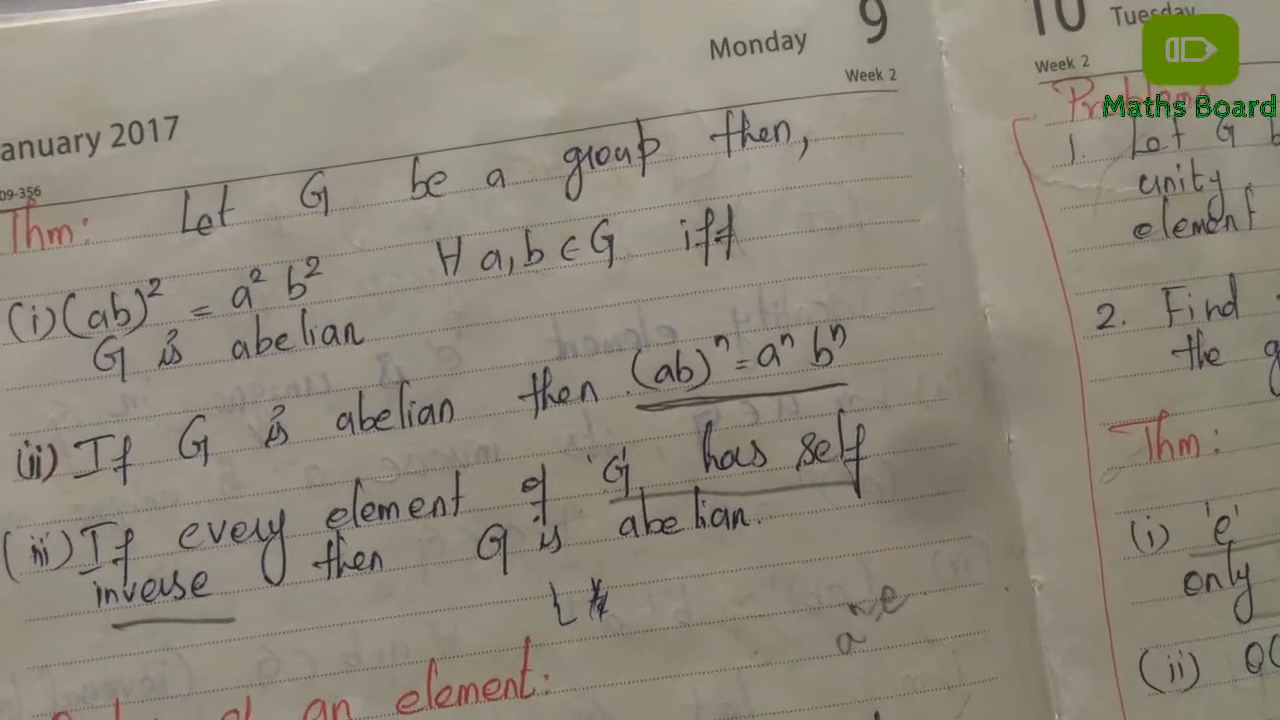 Monday 9
Week 2
anuary 2017
09-356
Thm: Let G be a group then,
(i) (ab)² = a² b² ∀ a, b ∈ G iff
G is abelian
(ii) If G is abelian then (ab)ⁿ = aⁿ bⁿ
(iii) If every element of 'G' has self
inverse then G is abelian.
an element:
10 Tuesday
Week 2
Maths Board
1. Let G b
unity
element
2. Find
the g
Thm:
(i) 'e'
only
(ii) O(